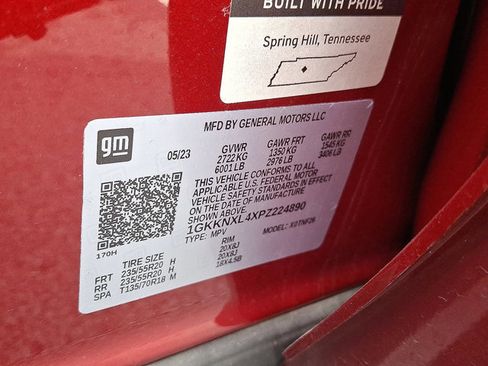 BUILT WITH PRIDE
Spring Hill, Tennessee
gm
MFD BY GENERAL MOTORS LLC
05/23 GVWR GAWR FRT GAWR RR
2722 KG 1350 KG 1545 KG
6001 LB 2976 LB 3406 LB
THIS VEHICLE CONFORMS TO ALL
APPLICABLE U.S. FEDERAL MOTOR
VEHICLE SAFETY STANDARDS IN EFFECT
ON THE DATE OF MANUFACTURE
SHOWN ABOVE.
1GKKNXL4XPZ224890
TYPE: MPV MODEL: X0TNF26
170H
TIRE SIZE RIM
FRT 235/55R20 H 20X8J
RR 235/55R20 H 20X8J
SPA T135/70R18 M 18X4.5B